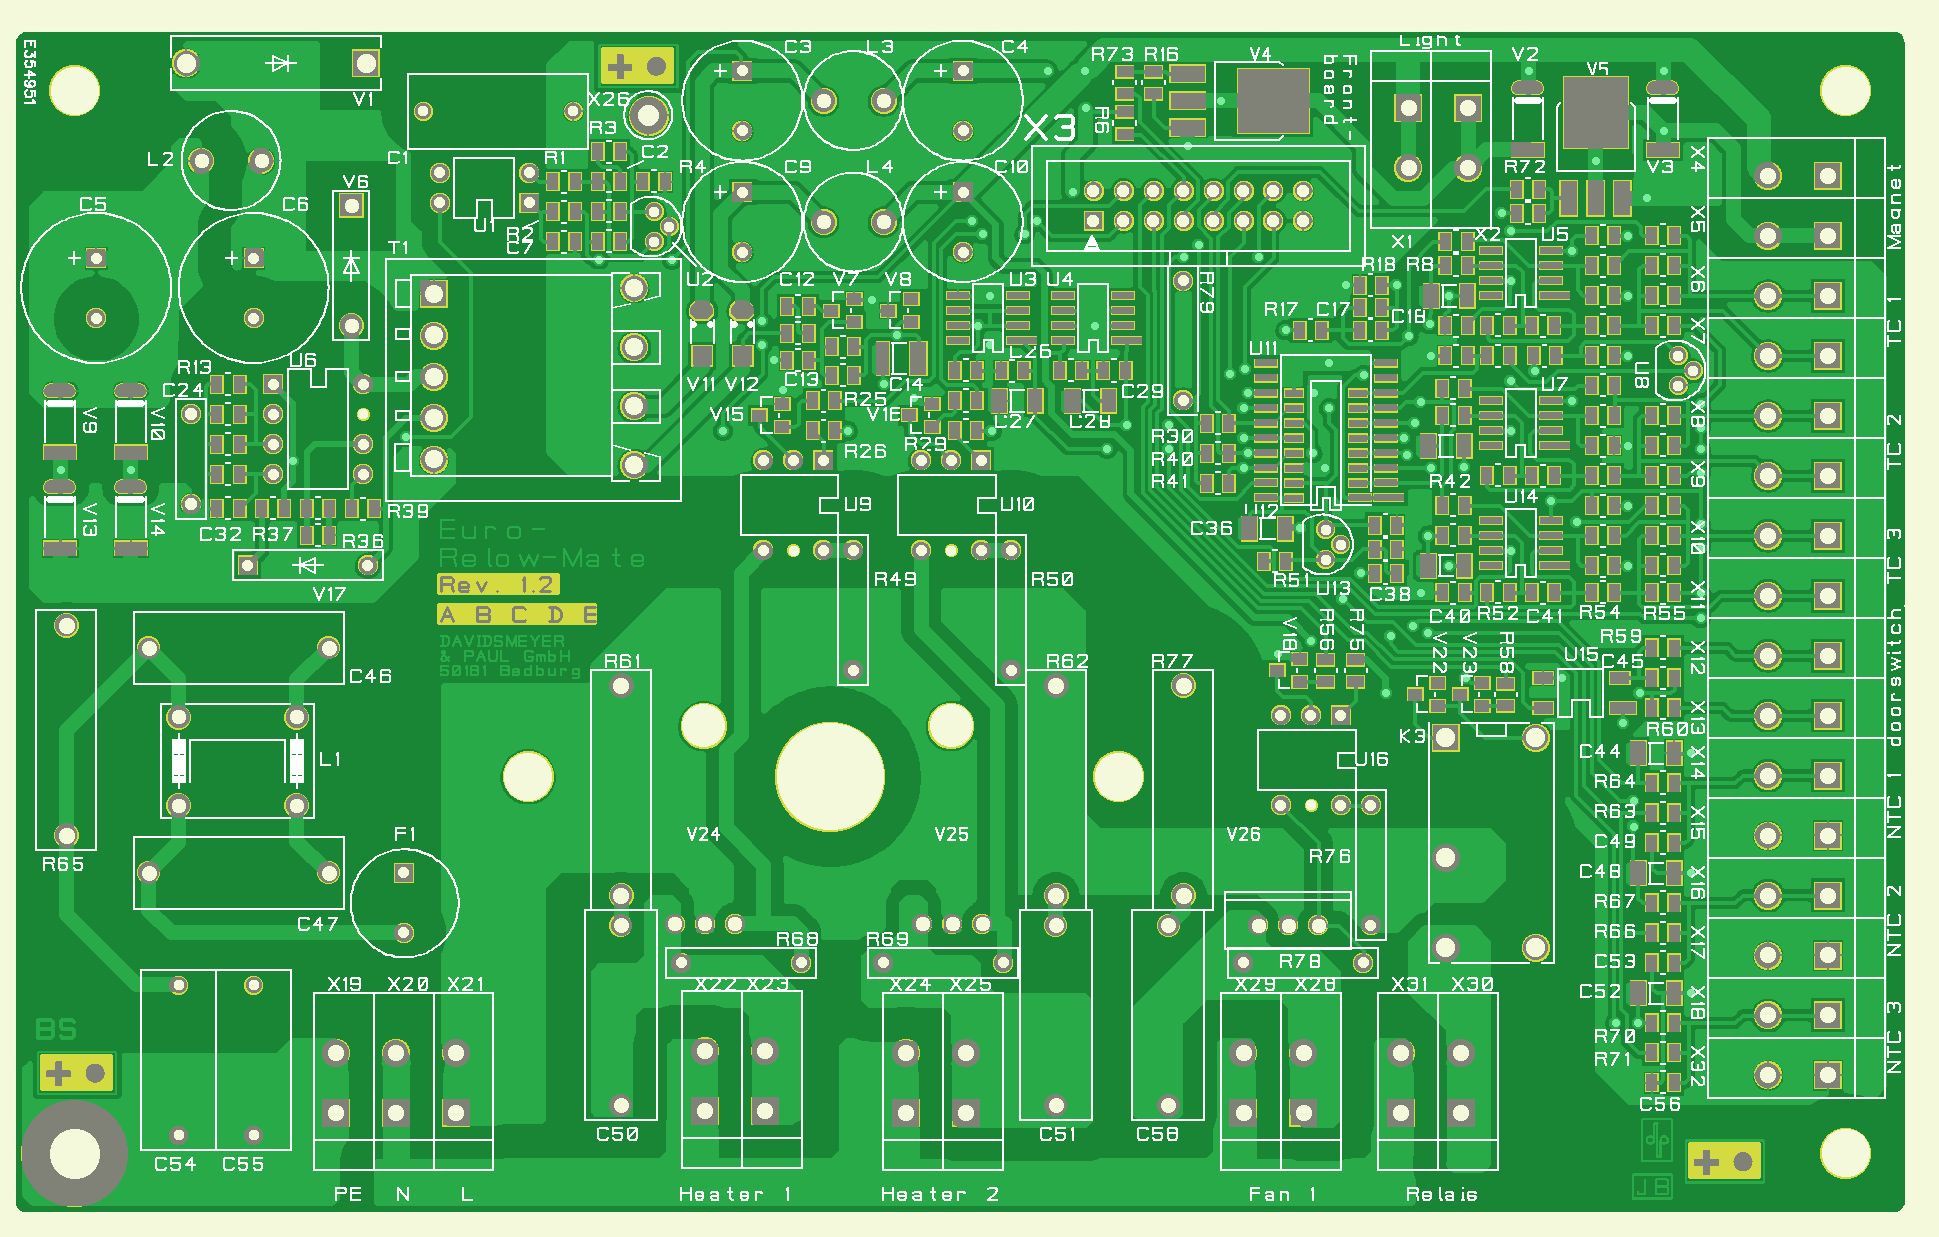 E354951
V1
X26
C3
L3
C4
R73
R16
V4
Front-
board
Light
V2
V5
R3
R6
X3
L2
C1
R1
C2
R4
C9
L4
C10
R72
V3
X4
Magnet
C5
C6
V6
T1
U1
R2
C7
X1
X2
U5
X5
R18
R8
U2
C12
V7
V8
U3
U4
R79
R17
C17
C18
X6
TC 1
X7
R13
U6
C24
V11
V12
C13
C14
C26
U11
U7
U8
V9
V10
V15
R25
V16
C27
C28
C29
R26
R29
R30
R40
R41
X8
TC 2
X9
R42
U14
V13
V14
C32
R37
R39
R36
U9
U10
U12
C36
X10
TC 3
Euro-
Relow-Mate
Rev. 1.2
A B C D E
DAVIDSMEYER
& PAUL GmbH
50181 Bedburg
V17
R49
R50
R51
U13
C38
C40
R52
C41
R54
R55
X11
V18
R56
R75
V22
V23
R58
R59
U15
C45
X12
doorswitch
R61
R62
R77
C46
K3
R60
X13
L1
U16
C44
X14
NTC 1
R64
F1
V24
V25
V26
R63
X15
R65
R76
C49
C48
X16
NTC 2
R67
C47
R68
R69
R66
X17
R78
C53
X19
X20
X21
X22
X23
X24
X25
X29
X28
X31
X30
C52
X18
NTC 3
BS
R70
R71
X32
C56
C54
C55
C50
C51
C58
PE
N
L
Heater 1
Heater 2
Fan 1
Relais
JB